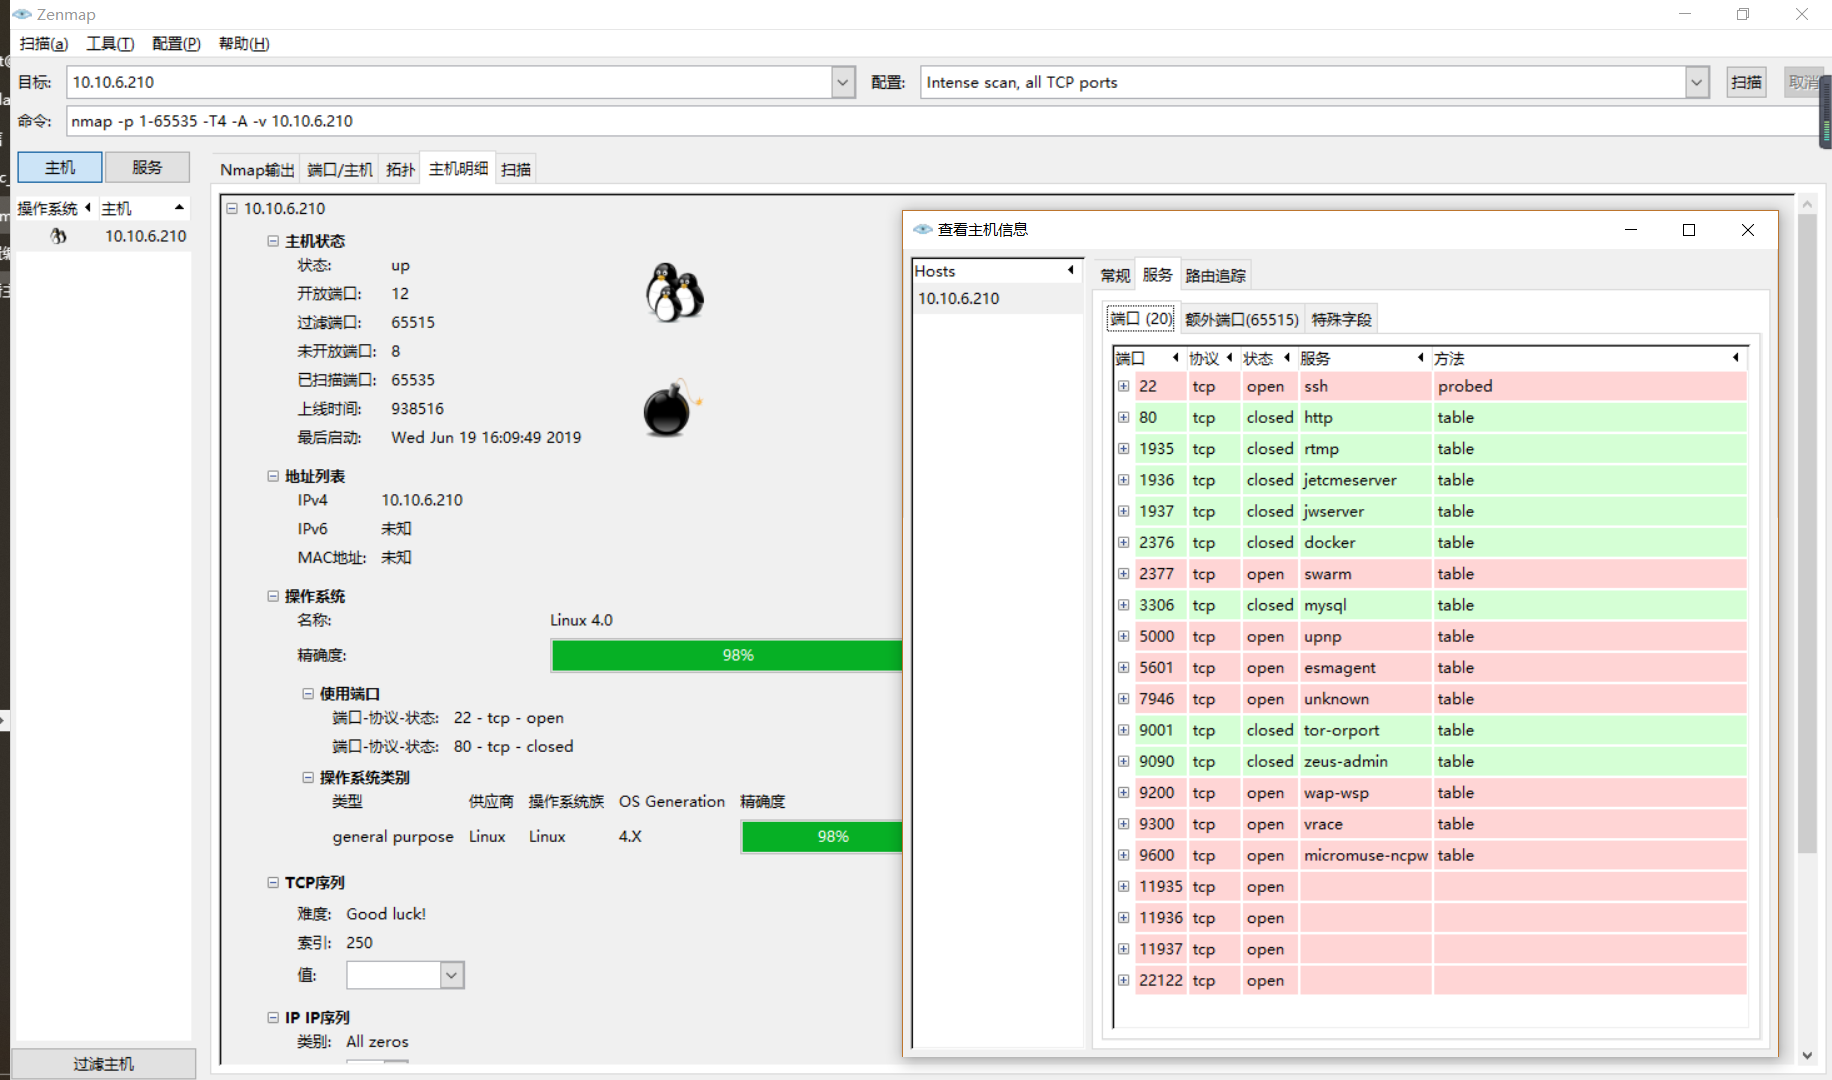 Zenmap
扫描(a) 工具(T) 配置(P) 帮助(H)
目标: 10.10.6.210 配置: Intense scan, all TCP ports 扫描 取消
命令: nmap -p 1-65535 -T4 -A -v 10.10.6.210
主机 服务
操作系统 主机
10.10.6.210
过滤主机
Nmap输出 端口/主机 拓扑 主机明细 扫描
10.10.6.210
主机状态
状态: up
开放端口: 12
过滤端口: 65515
未开放端口: 8
已扫描端口: 65535
上线时间: 938516
最后启动: Wed Jun 19 16:09:49 2019
地址列表
IPv4 10.10.6.210
IPv6 未知
MAC地址: 未知
操作系统
名称: Linux 4.0
精确度: 98%
使用端口
端口-协议-状态: 22 - tcp - open
端口-协议-状态: 80 - tcp - closed
操作系统类别
类型 供应商 操作系统族 OS Generation 精确度
general purpose Linux Linux 4.X 98%
TCP序列
难度: Good luck!
索引: 250
值:
IP IP序列
类别: All zeros
查看主机信息
Hosts
10.10.6.210
常规 服务 路由追踪
端口 (20) 额外端口(65515) 特殊字段
端口 协议 状态 服务 方法
22 tcp open ssh probed
80 tcp closed http table
1935 tcp closed rtmp table
1936 tcp closed jetcmeserver table
1937 tcp closed jwserver table
2376 tcp closed docker table
2377 tcp open swarm table
3306 tcp closed mysql table
5000 tcp open upnp table
5601 tcp open esmagent table
7946 tcp open unknown table
9001 tcp closed tor-orport table
9090 tcp closed zeus-admin table
9200 tcp open wap-wsp table
9300 tcp open vrace table
9600 tcp open micromuse-ncpw table
11935 tcp open
11936 tcp open
11937 tcp open
22122 tcp open